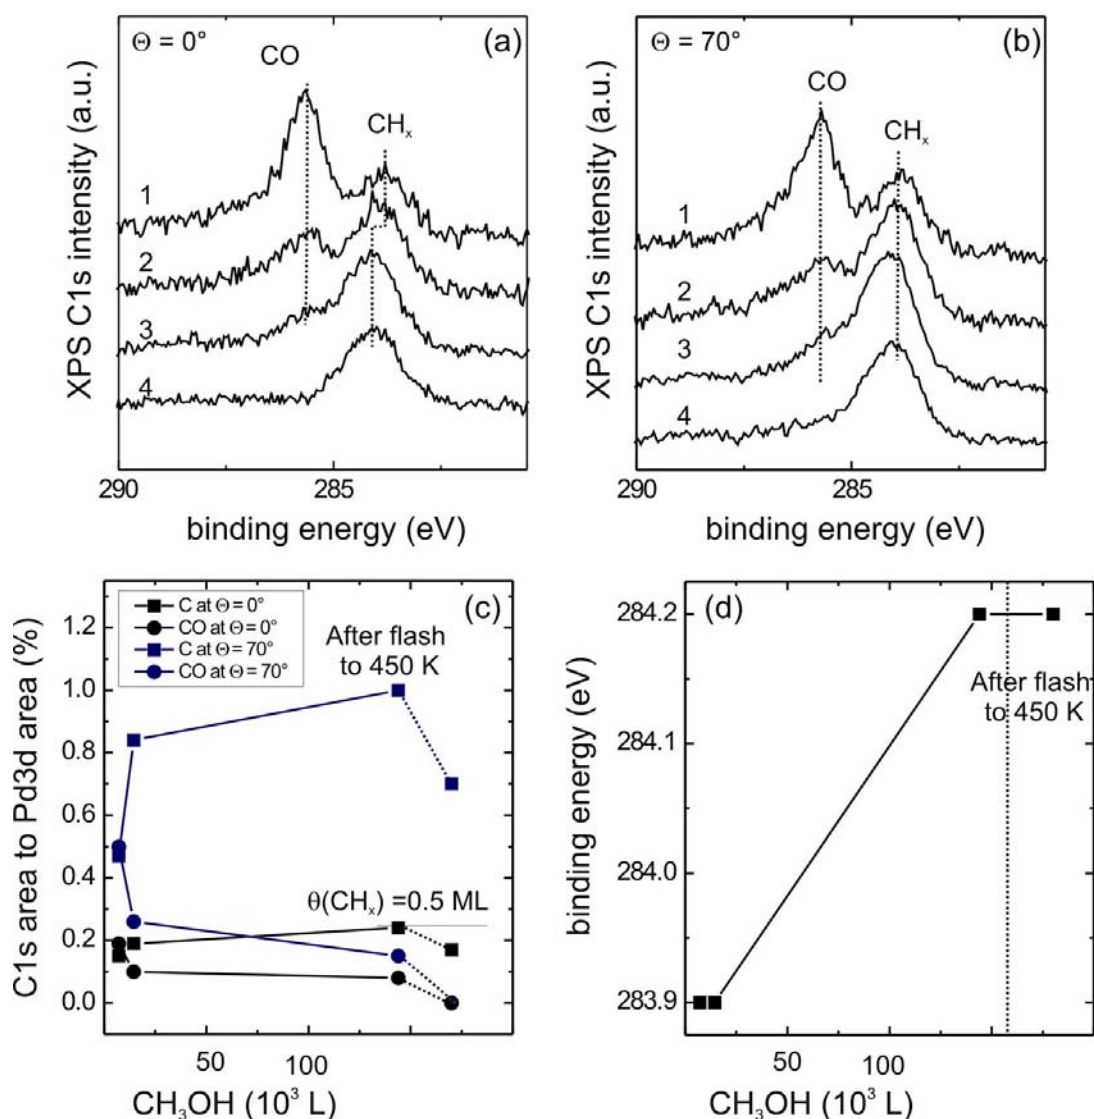 Θ = 0°
(a)
CO
CHₓ
1
2
3
4
XPS C1s intensity (a.u.)
290
285
binding energy (eV)
Θ = 70°
(b)
CO
CHₓ
1
2
3
4
XPS C1s intensity (a.u.)
290
285
binding energy (eV)
(c)
C at Θ = 0°
CO at Θ = 0°
C at Θ = 70°
CO at Θ = 70°
After flash
to 450 K
θ(CHₓ) =0.5 ML
C1s area to Pd3d area (%)
1.2
1.0
0.8
0.6
0.4
0.2
0.0
50
100
CH₃OH (10³ L)
(d)
After flash
to 450 K
binding energy (eV)
284.2
284.1
284.0
283.9
50
100
CH₃OH (10³ L)